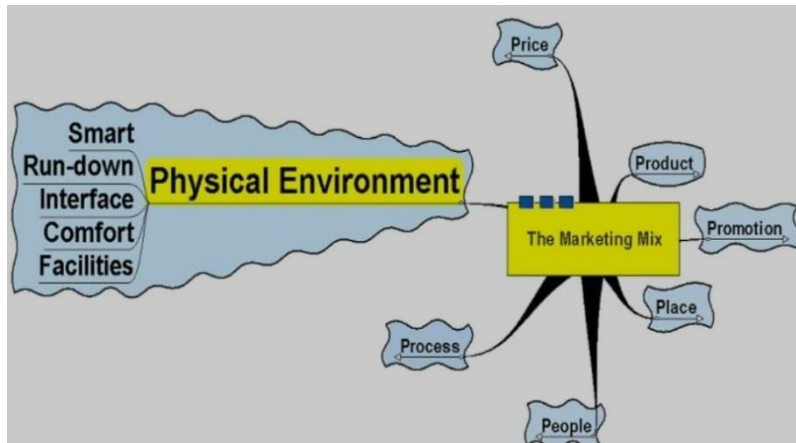 Price
Smart
Run-down
Interface
Comfort
Facilities
Physical Environment
Product
The Marketing Mix
Promotion
Place
Process
People